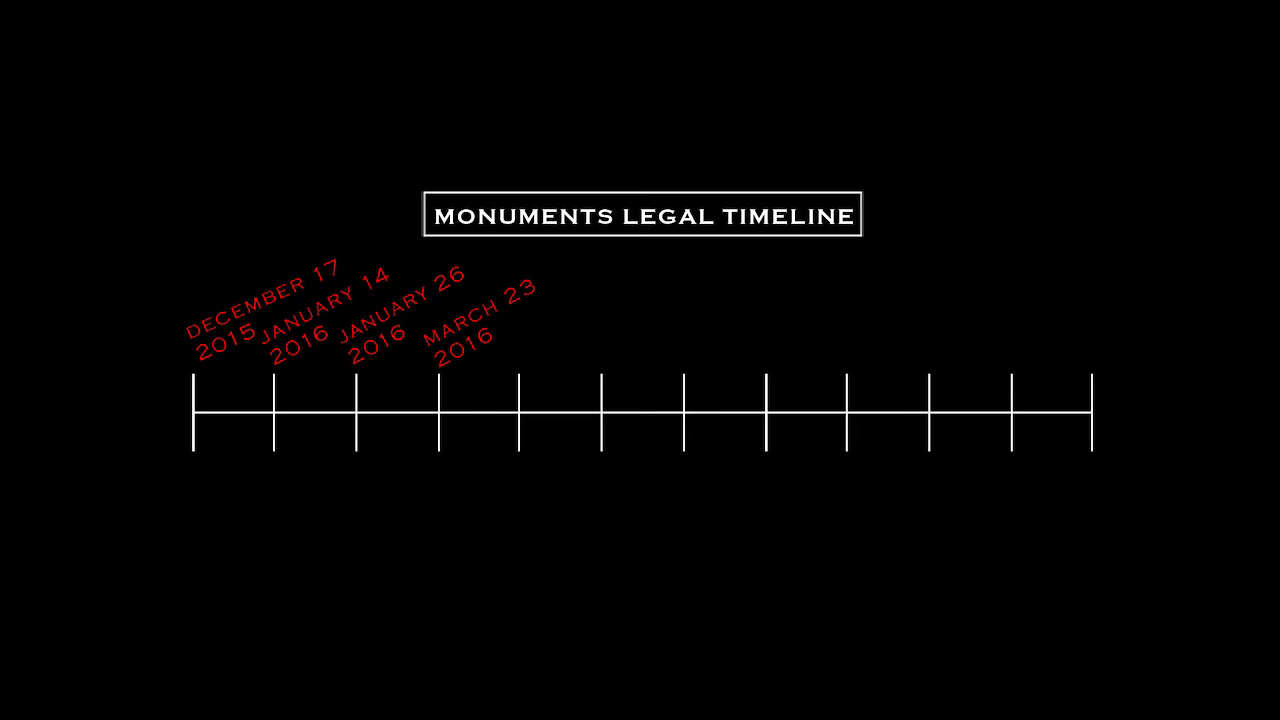 MONUMENTS LEGAL TIMELINE
DECEMBER 17
2015
JANUARY 14
2016
JANUARY 26
2016
MARCH 23
2016